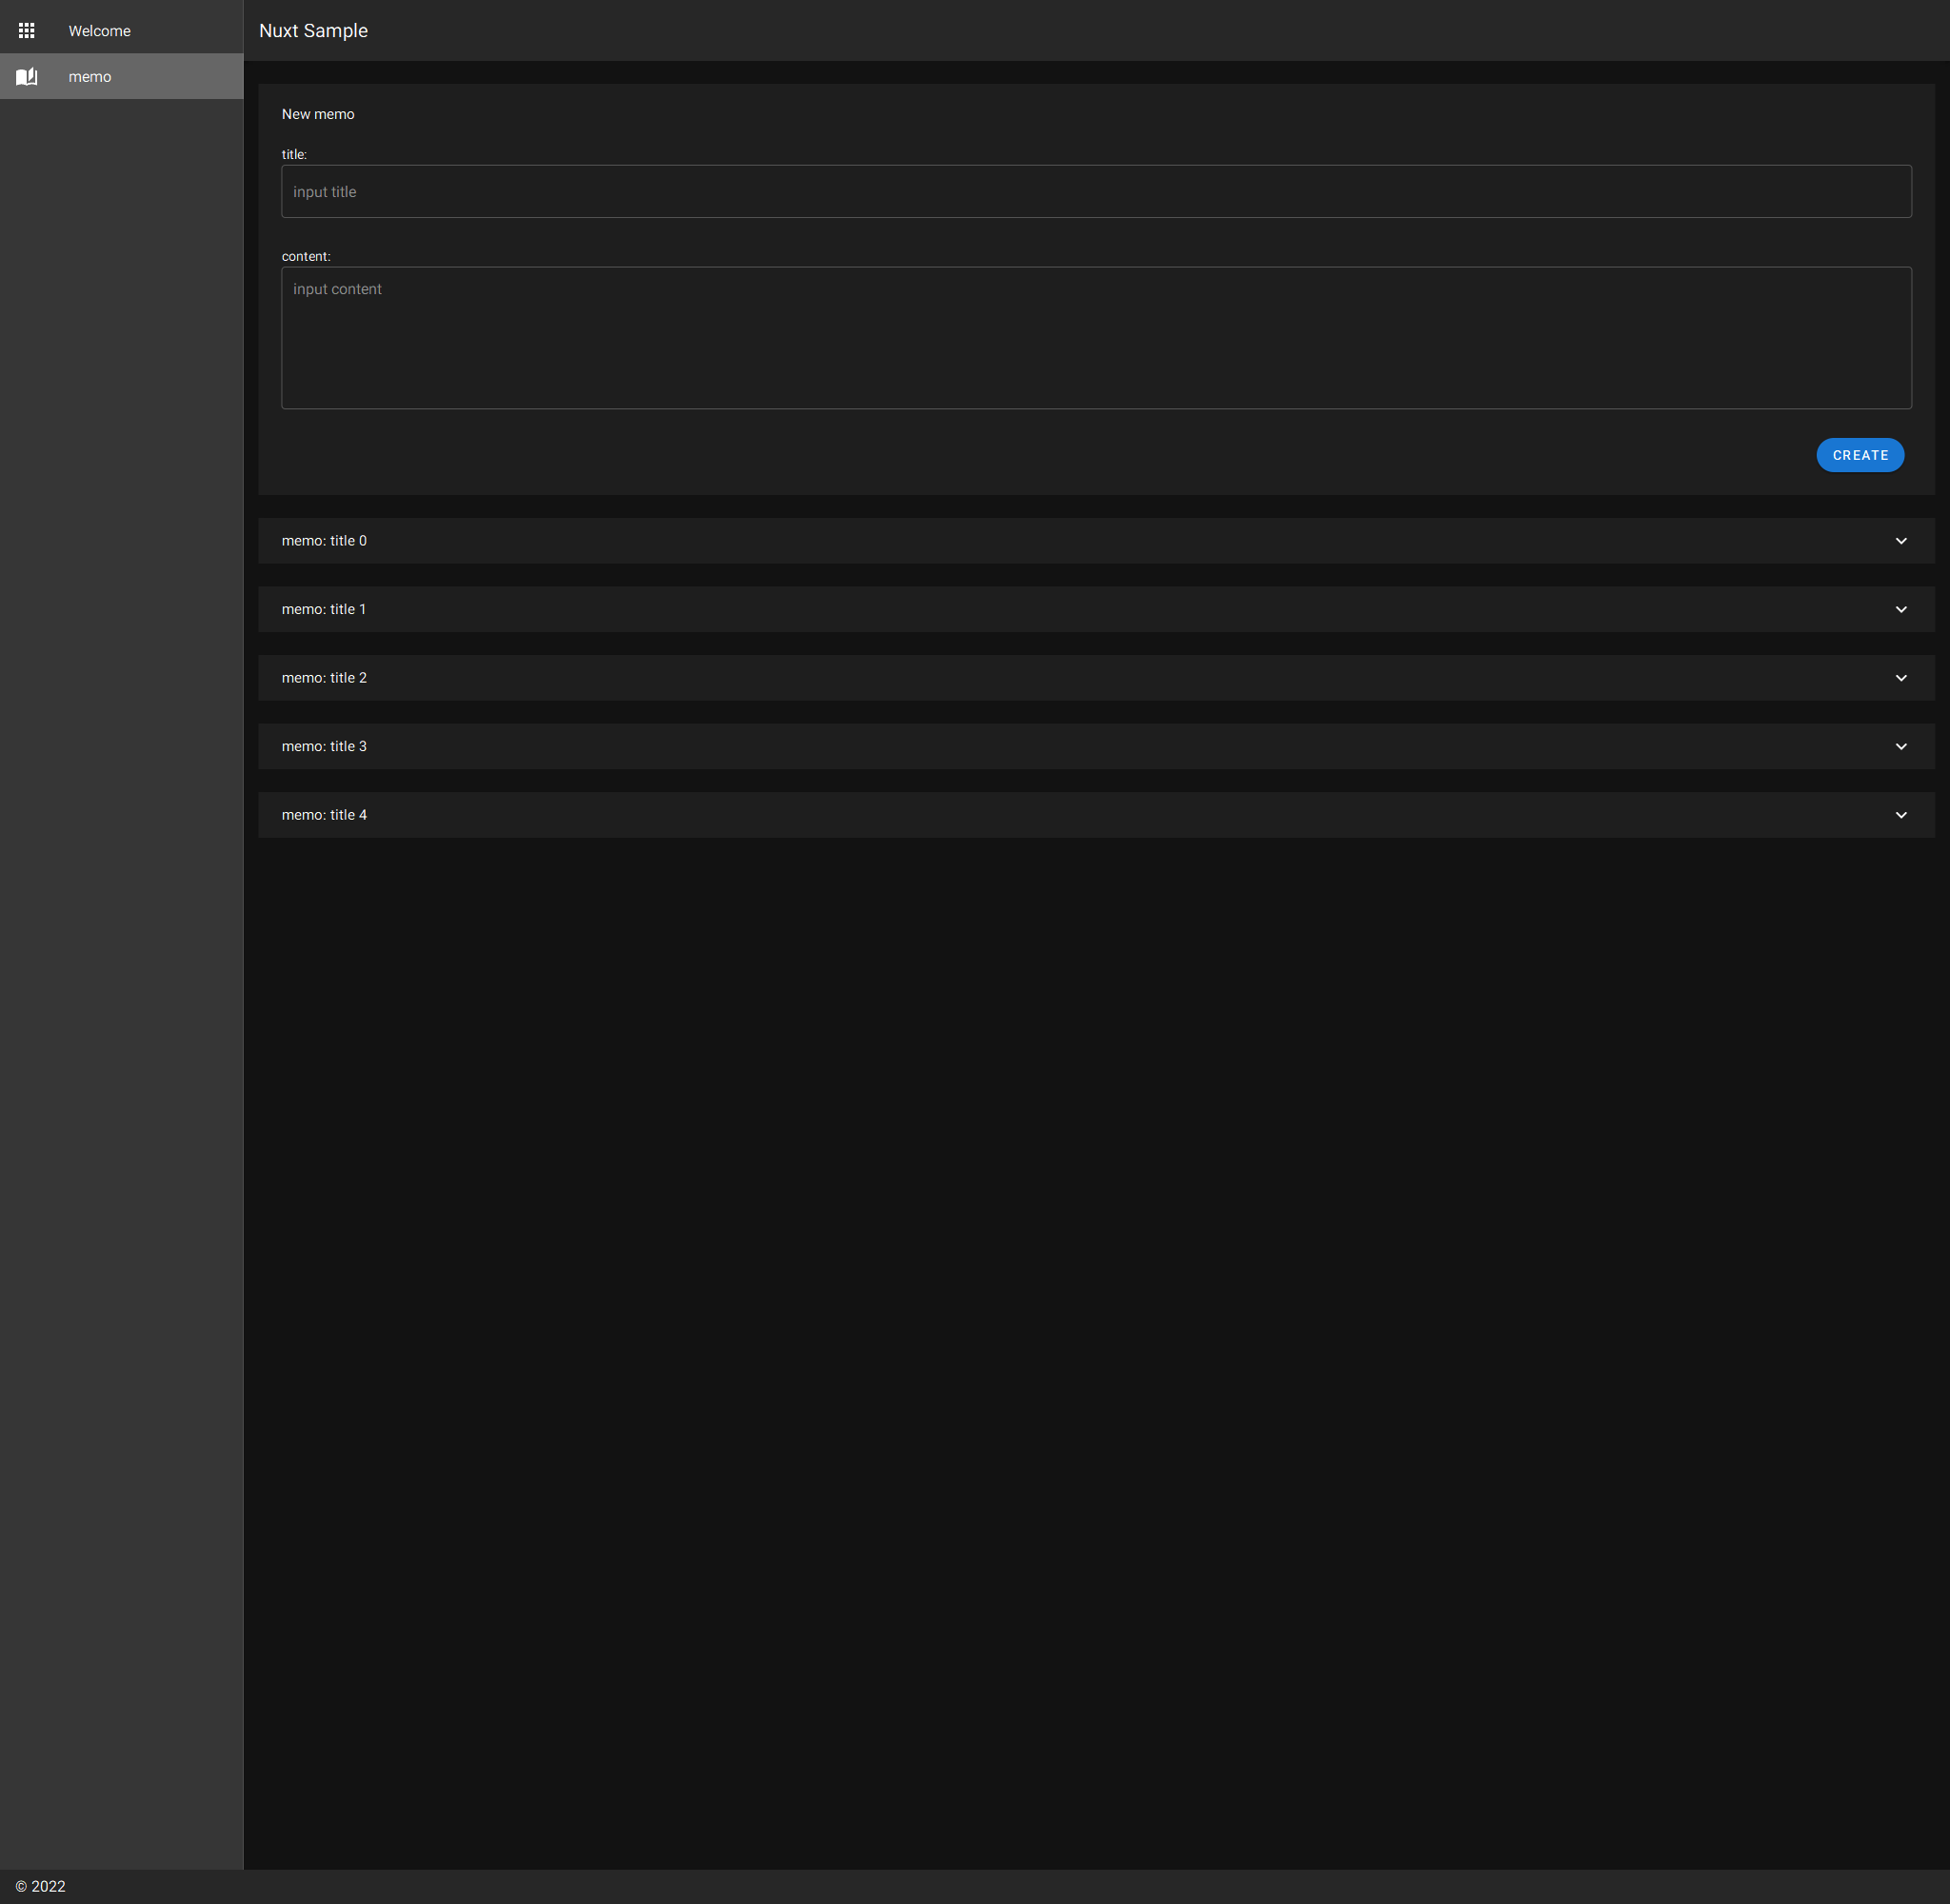 Welcome
memo
Nuxt Sample
New memo
title:
input title
content:
input content
CREATE
memo: title 0
memo: title 1
memo: title 2
memo: title 3
memo: title 4
© 2022